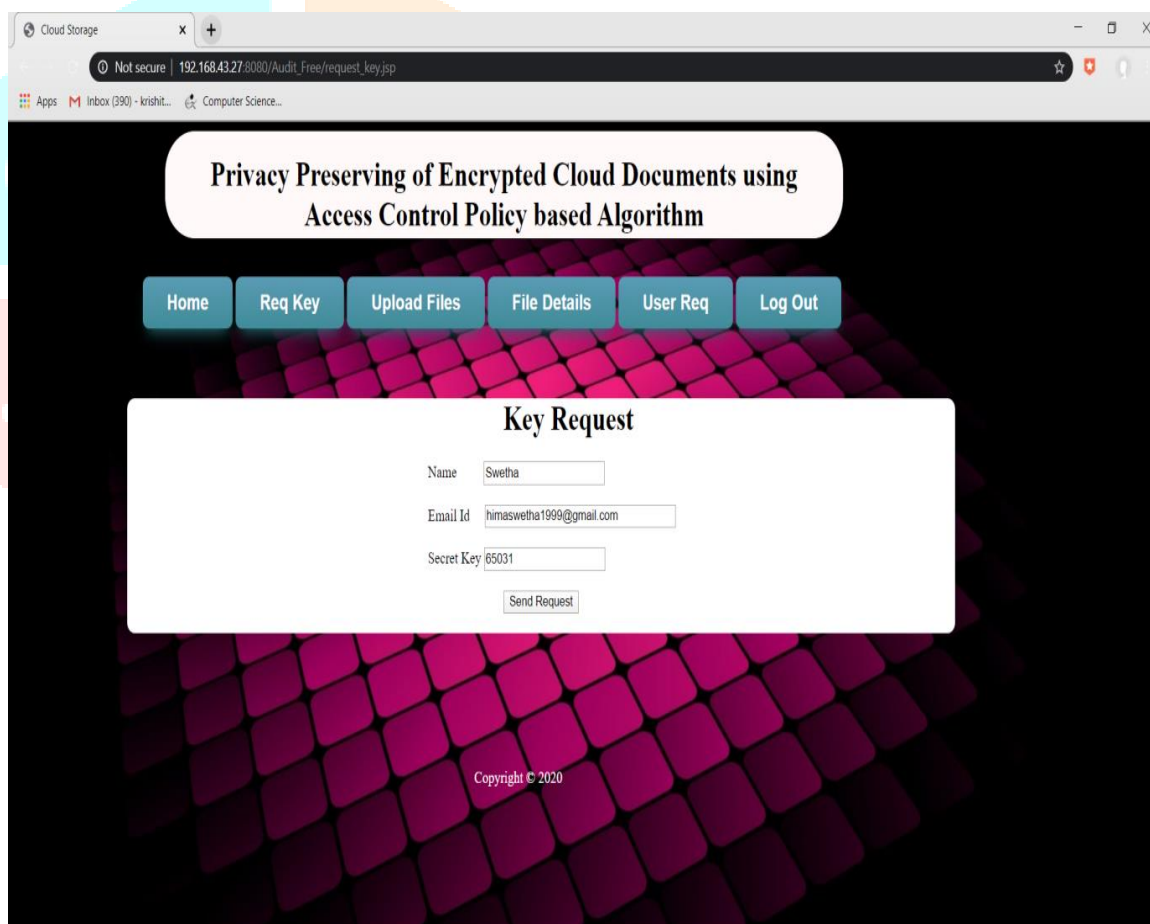 Cloud Storage
Not secure | 192.168.43.27:8080/Audit_Free/request_key.jsp
Apps Inbox (390) - krishit... Computer Science...
Privacy Preserving of Encrypted Cloud Documents using
Access Control Policy based Algorithm
Home Req Key Upload Files File Details User Req Log Out
Key Request
Name Swetha
Email Id himaswetha1999@gmail.com
Secret Key 65031
Send Request
Copyright © 2020